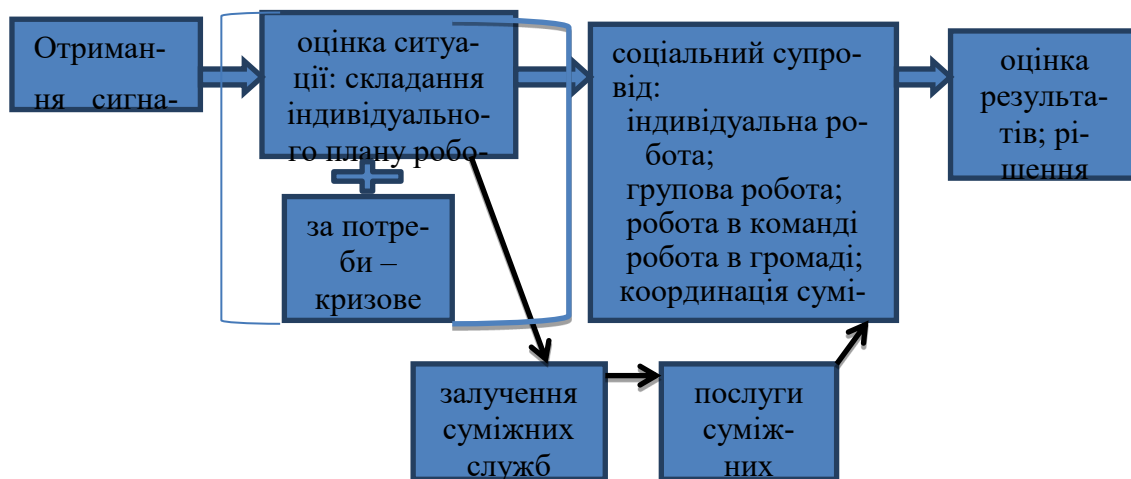 Отриман-
ня сигна-
оцінка ситуа-
ції: складання
індивідуально-
го плану робо-
за потре-
би –
кризове
соціальний супро-
від:
індивідуальна ро-
бота;
групова робота;
робота в команді
робота в громаді;
координація сумі-
оцінка
результа-
тів; рі-
шення
залучення
суміжних
служб
послуги
суміж-
них